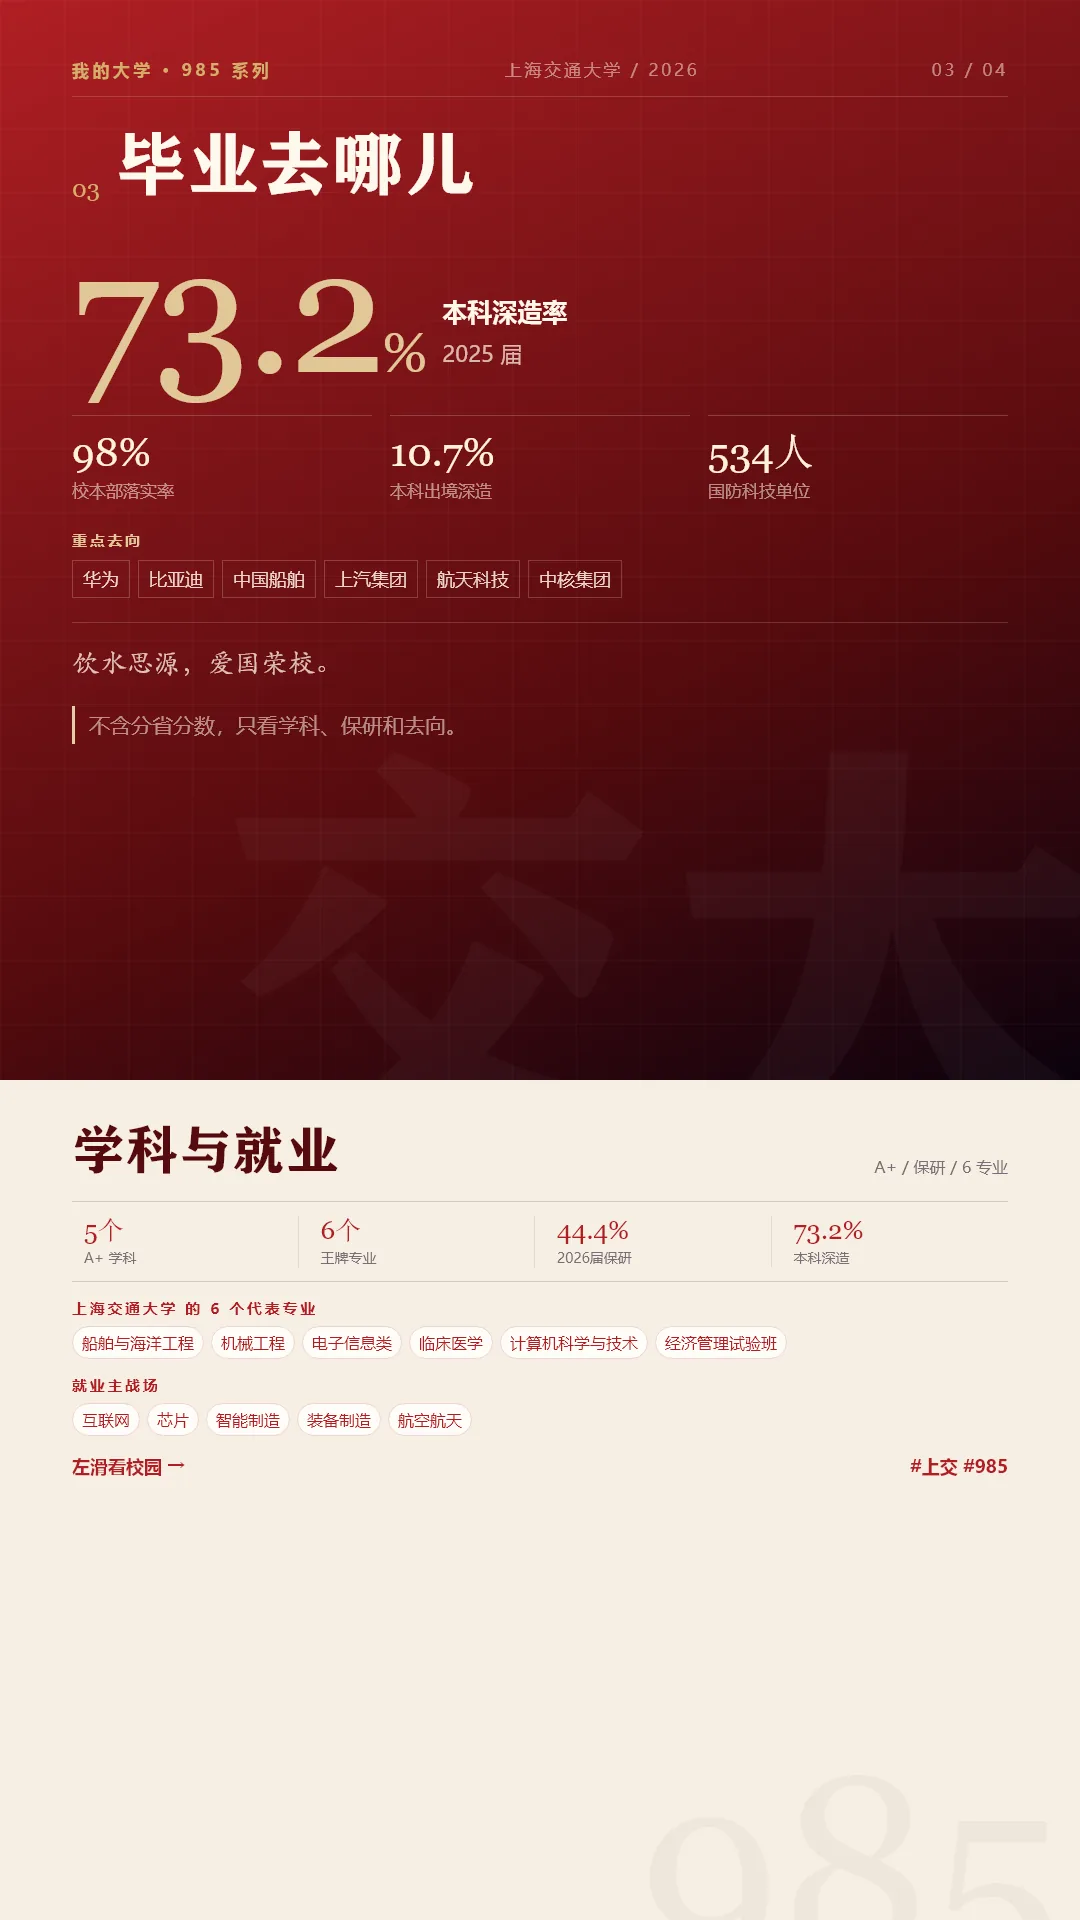 我的大学 · 985 系列
上海交通大学 / 2026
03 / 04
03 毕业去哪儿
73.2%
本科深造率
2025 届
98%
校本部落实率
10.7%
本科出境深造
534人
国防科技单位
重点去向
华为 比亚迪 中国船舶 上汽集团 航天科技 中核集团
饮水思源，爱国荣校。
不含分省分数，只看学科、保研和去向。
交大
学科与就业
A+ / 保研 / 6 专业
5个
A+ 学科
6个
王牌专业
44.4%
2026届保研
73.2%
本科深造
上海交通大学 的 6 个代表专业
船舶与海洋工程 机械工程 电子信息类 临床医学 计算机科学与技术 经济管理试验班
就业主战场
互联网 芯片 智能制造 装备制造 航空航天
左滑看校园 →
#上交 #985
985